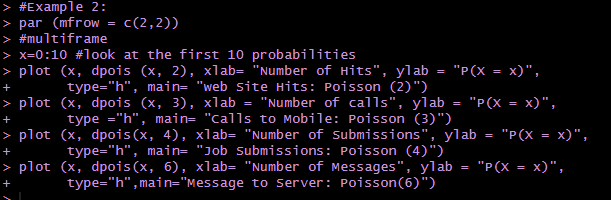 > #Example 2:
> par (mfrow = c(2,2))
> #multiframe
> x=0:10 #look at the first 10 probabilities
> plot (x, dpois (x, 2), xlab= "Number of Hits", ylab = "P(X = x)",
+      type="h", main= "web Site Hits: Poisson (2)")
> plot (x, dpois (x, 3), xlab = "Number of calls", ylab = "P(X = x)",
+      type ="h", main= "Calls to Mobile: Poisson (3)")
> plot (x, dpois(x, 4), xlab= "Number of Submissions", ylab = "P(X = x)",
+      type="h", main= "Job Submissions: Poisson (4)")
> plot (x, dpois(x, 6), xlab= "Number of Messages", ylab = "P(X = x)",
+      type="h",main="Message to Server: Poisson(6)")
>